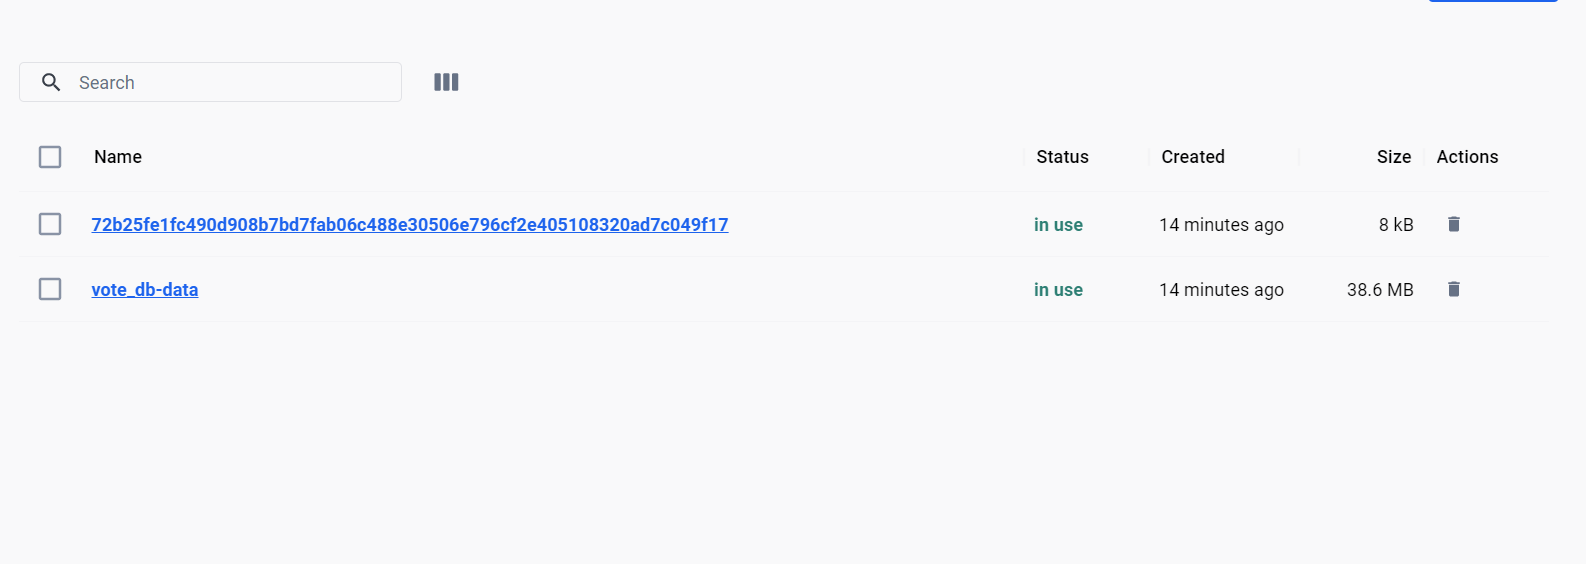 Search
Name Status Created Size Actions
72b25fe1fc490d908b7bd7fab06c488e30506e796cf2e405108320ad7c049f17 in use 14 minutes ago 8 kB
vote_db-data in use 14 minutes ago 38.6 MB